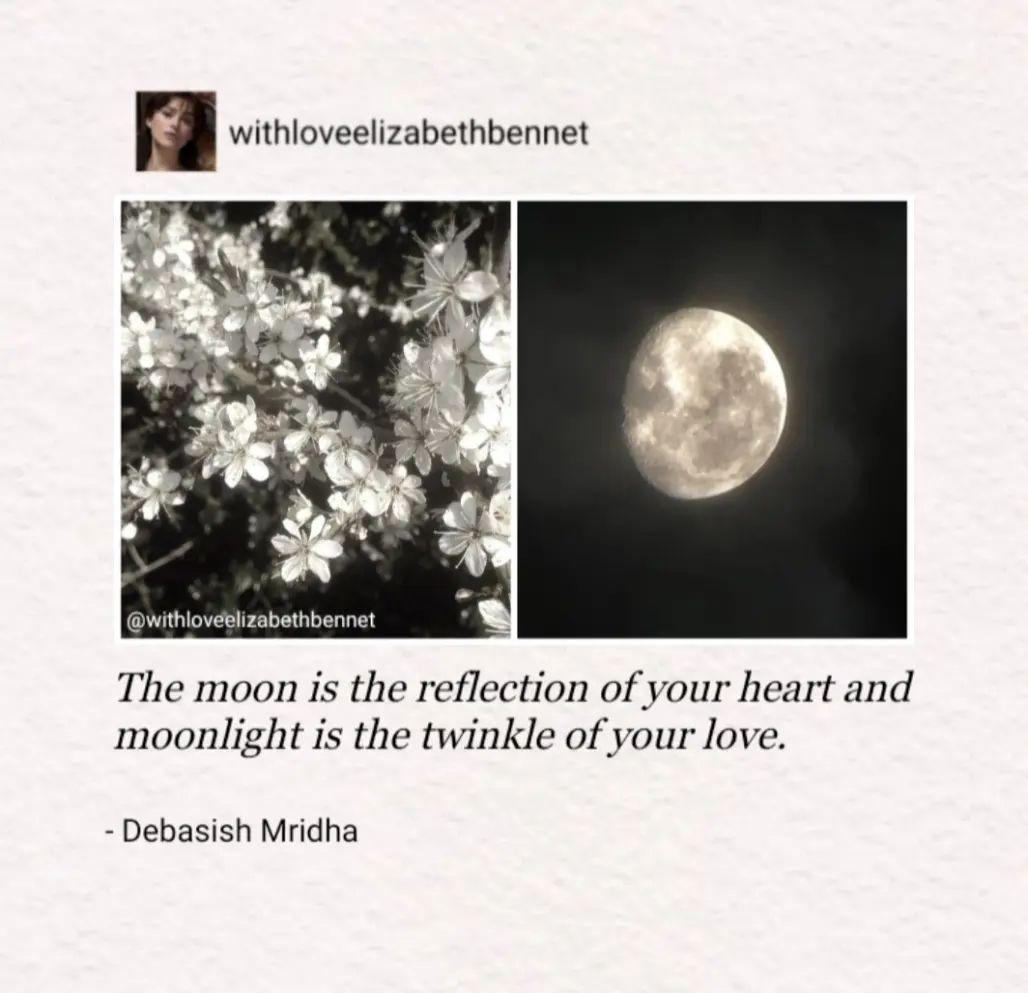 withloveelizabethbennet
@withloveelizabethbennet
The moon is the reflection of your heart and
moonlight is the twinkle of your love.
- Debasish Mridha